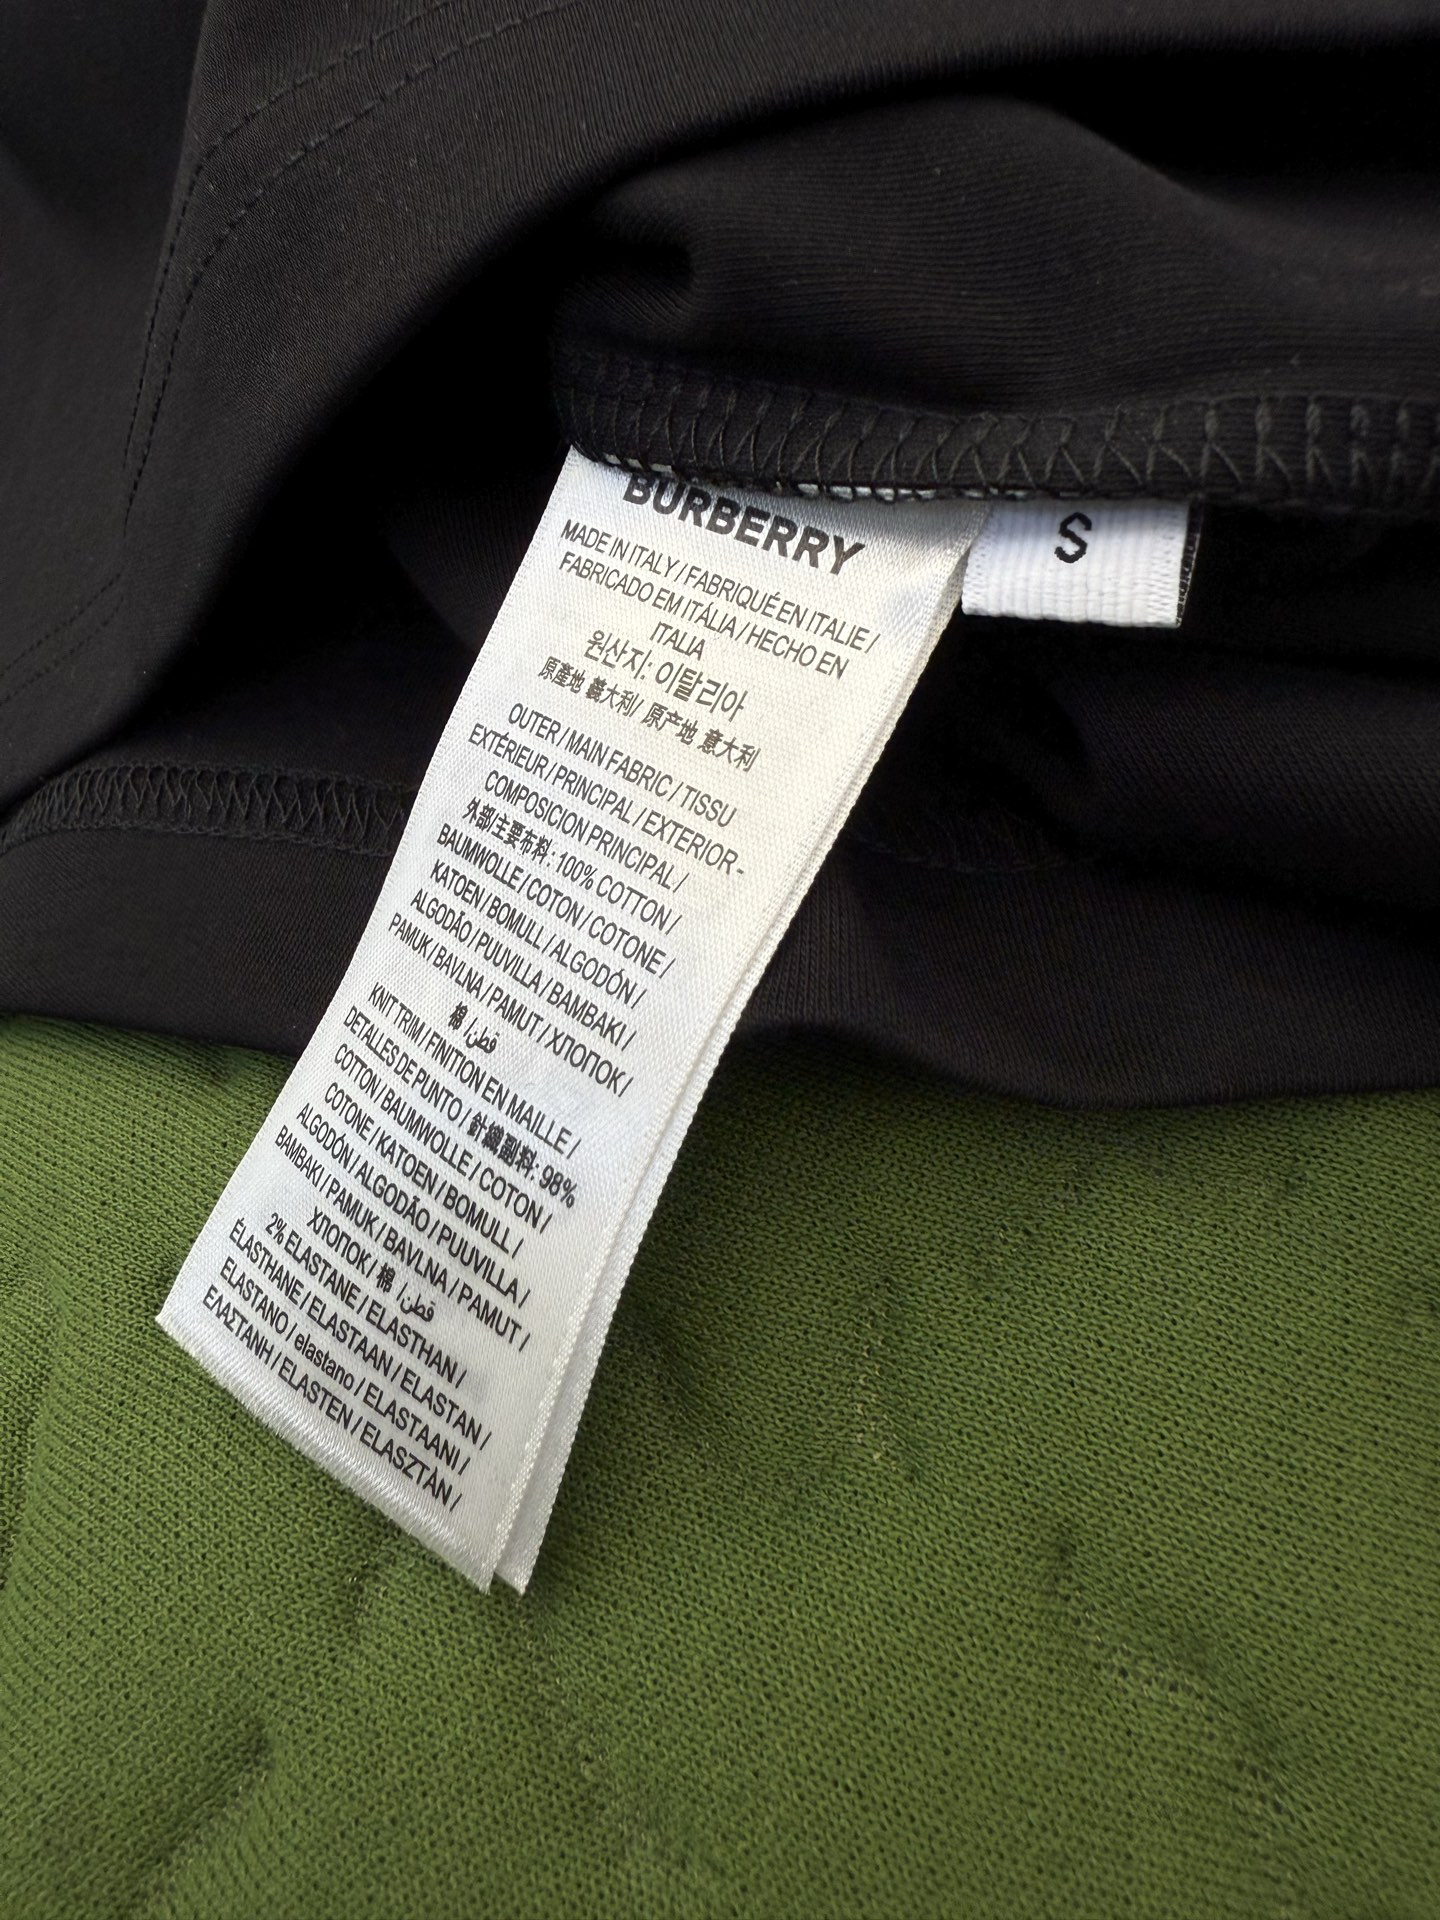 BURBERRY
S
MADE IN ITALY / FABRIQUÉ EN ITALIE /
FABRICADO EM ITÁLIA / HECHO EN
ITALIA
원산지: 이탈리아
原產地 義大利/ 原产地 意大利
OUTER / MAIN FABRIC / TISSU
EXTÉRIEUR / PRINCIPAL / EXTERIOR -
COMPOSICION PRINCIPAL /
外部/主要布料: 100% COTTON /
BAUMWOLLE / COTON / COTONE /
KATOEN / BOMULL / ALGODÓN /
ALGODÃO / PUUVILLA / BAMBAKI /
PAMUK / BAVLNA / PAMUT / ХЛОПОК /
棉 / قطن
KNIT TRIM / FINITION EN MAILLE /
DETALLES DE PUNTO / 針織副料: 98%
COTTON / BAUMWOLLE / COTON /
COTONE / KATOEN / BOMULL /
ALGODÓN / ALGODÃO / PUUVILLA /
BAMBAKI / PAMUK / BAVLNA / PAMUT /
ХЛОПОК / 棉 / قطن
2% ELASTANE / ELASTHAN /
ÉLASTHANE / ELASTAAN / ELASTAN /
ELASTANO / elastano / ELASTAANI /
ΕΛΑΣΤΑΝΗ / ELASTEN / ELASZTÁN /